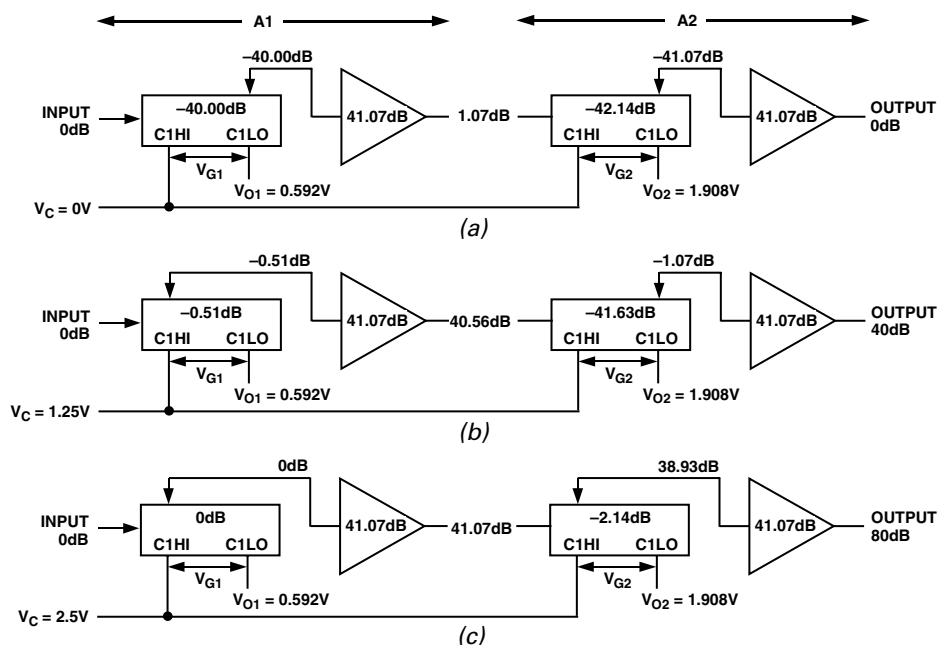 A1 A2
–40.00dB –41.07dB
INPUT 0dB
–40.00dB
C1HI C1LO
41.07dB
1.07dB
–42.14dB
C1HI C1LO
41.07dB
OUTPUT 0dB
VG1 VG2
VO1 = 0.592V VO2 = 1.908V
VC = 0V
(a)
–0.51dB –1.07dB
INPUT 0dB
–0.51dB
C1HI C1LO
41.07dB
40.56dB
–41.63dB
C1HI C1LO
41.07dB
OUTPUT 40dB
VG1 VG2
VO1 = 0.592V VO2 = 1.908V
VC = 1.25V
(b)
0dB 38.93dB
INPUT 0dB
0dB
C1HI C1LO
41.07dB
41.07dB
–2.14dB
C1HI C1LO
41.07dB
OUTPUT 80dB
VG1 VG2
VO1 = 0.592V VO2 = 1.908V
VC = 2.5V
(c)